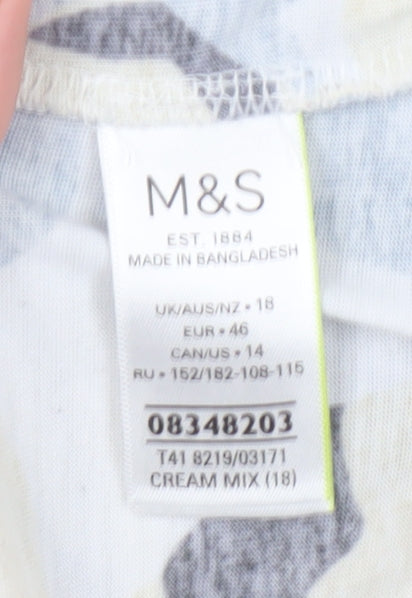 M&S
EST. 1884
MADE IN BANGLADESH
UK/AUS/NZ • 18
EUR • 46
CAN/US • 14
RU • 152/182-108-115
08348203
T41 8219/03171
CREAM MIX (18)